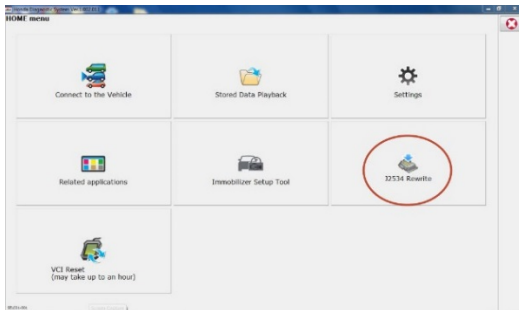 HOME menu
Connect to the Vehicle
Stored Data Playback
Settings
Related applications
Immobilizer Setup Tool
J2534 Rewrite
VCI Reset
(may take up to an hour)